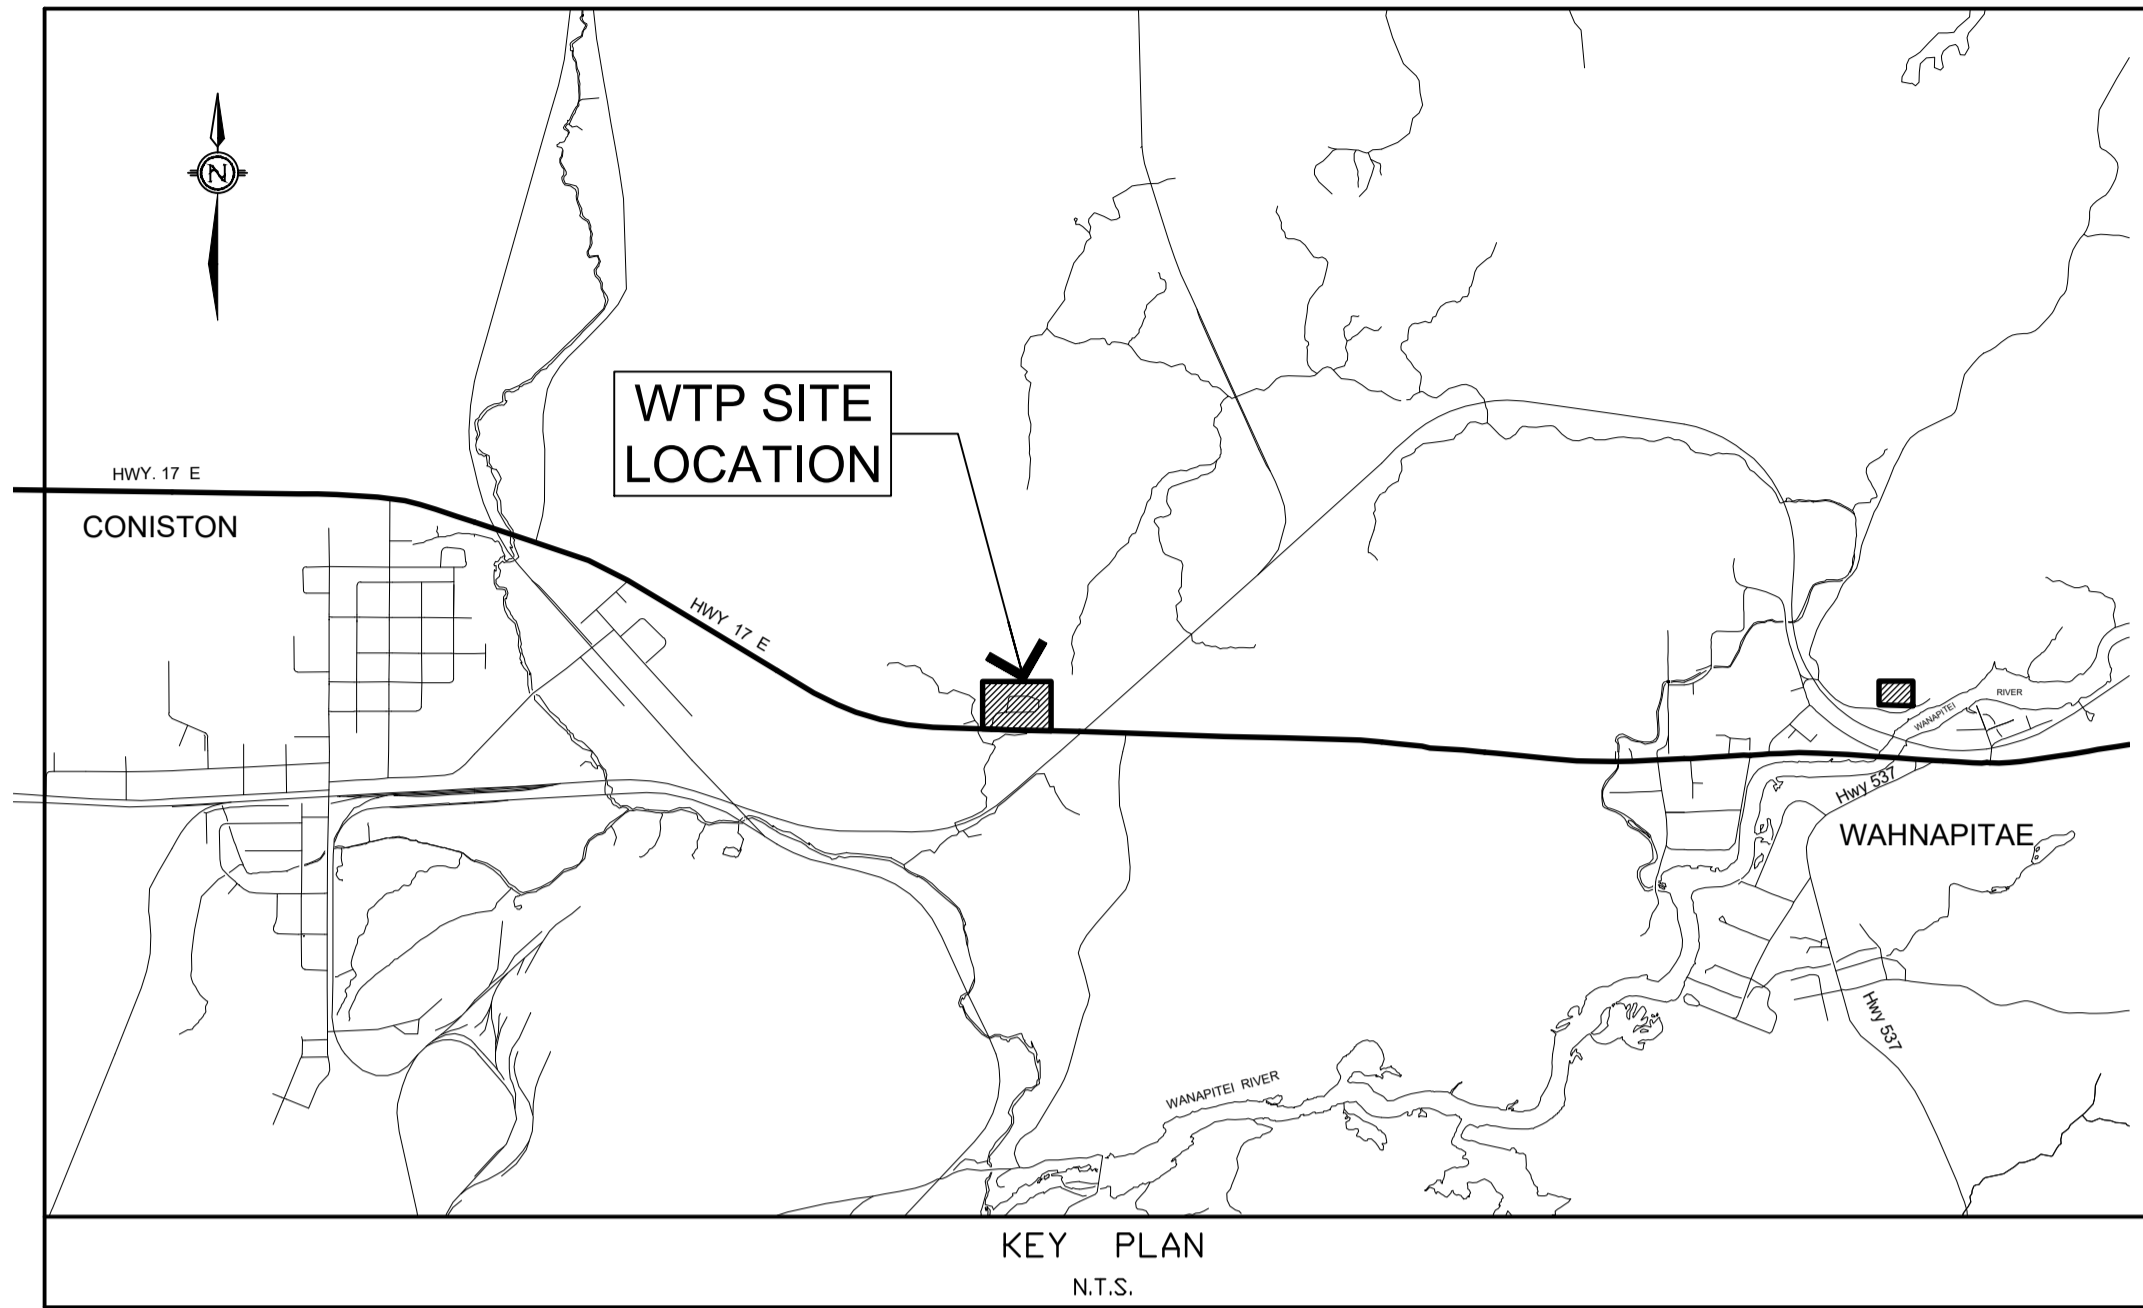 N
WTP SITE
LOCATION
HWY. 17 E
CONISTON
HWY 17 E
RIVER
WANAPITEI
Hwy 537
WAHNAPITAE
Hwy 537
WANAPITEI RIVER
KEY PLAN
N.T.S.